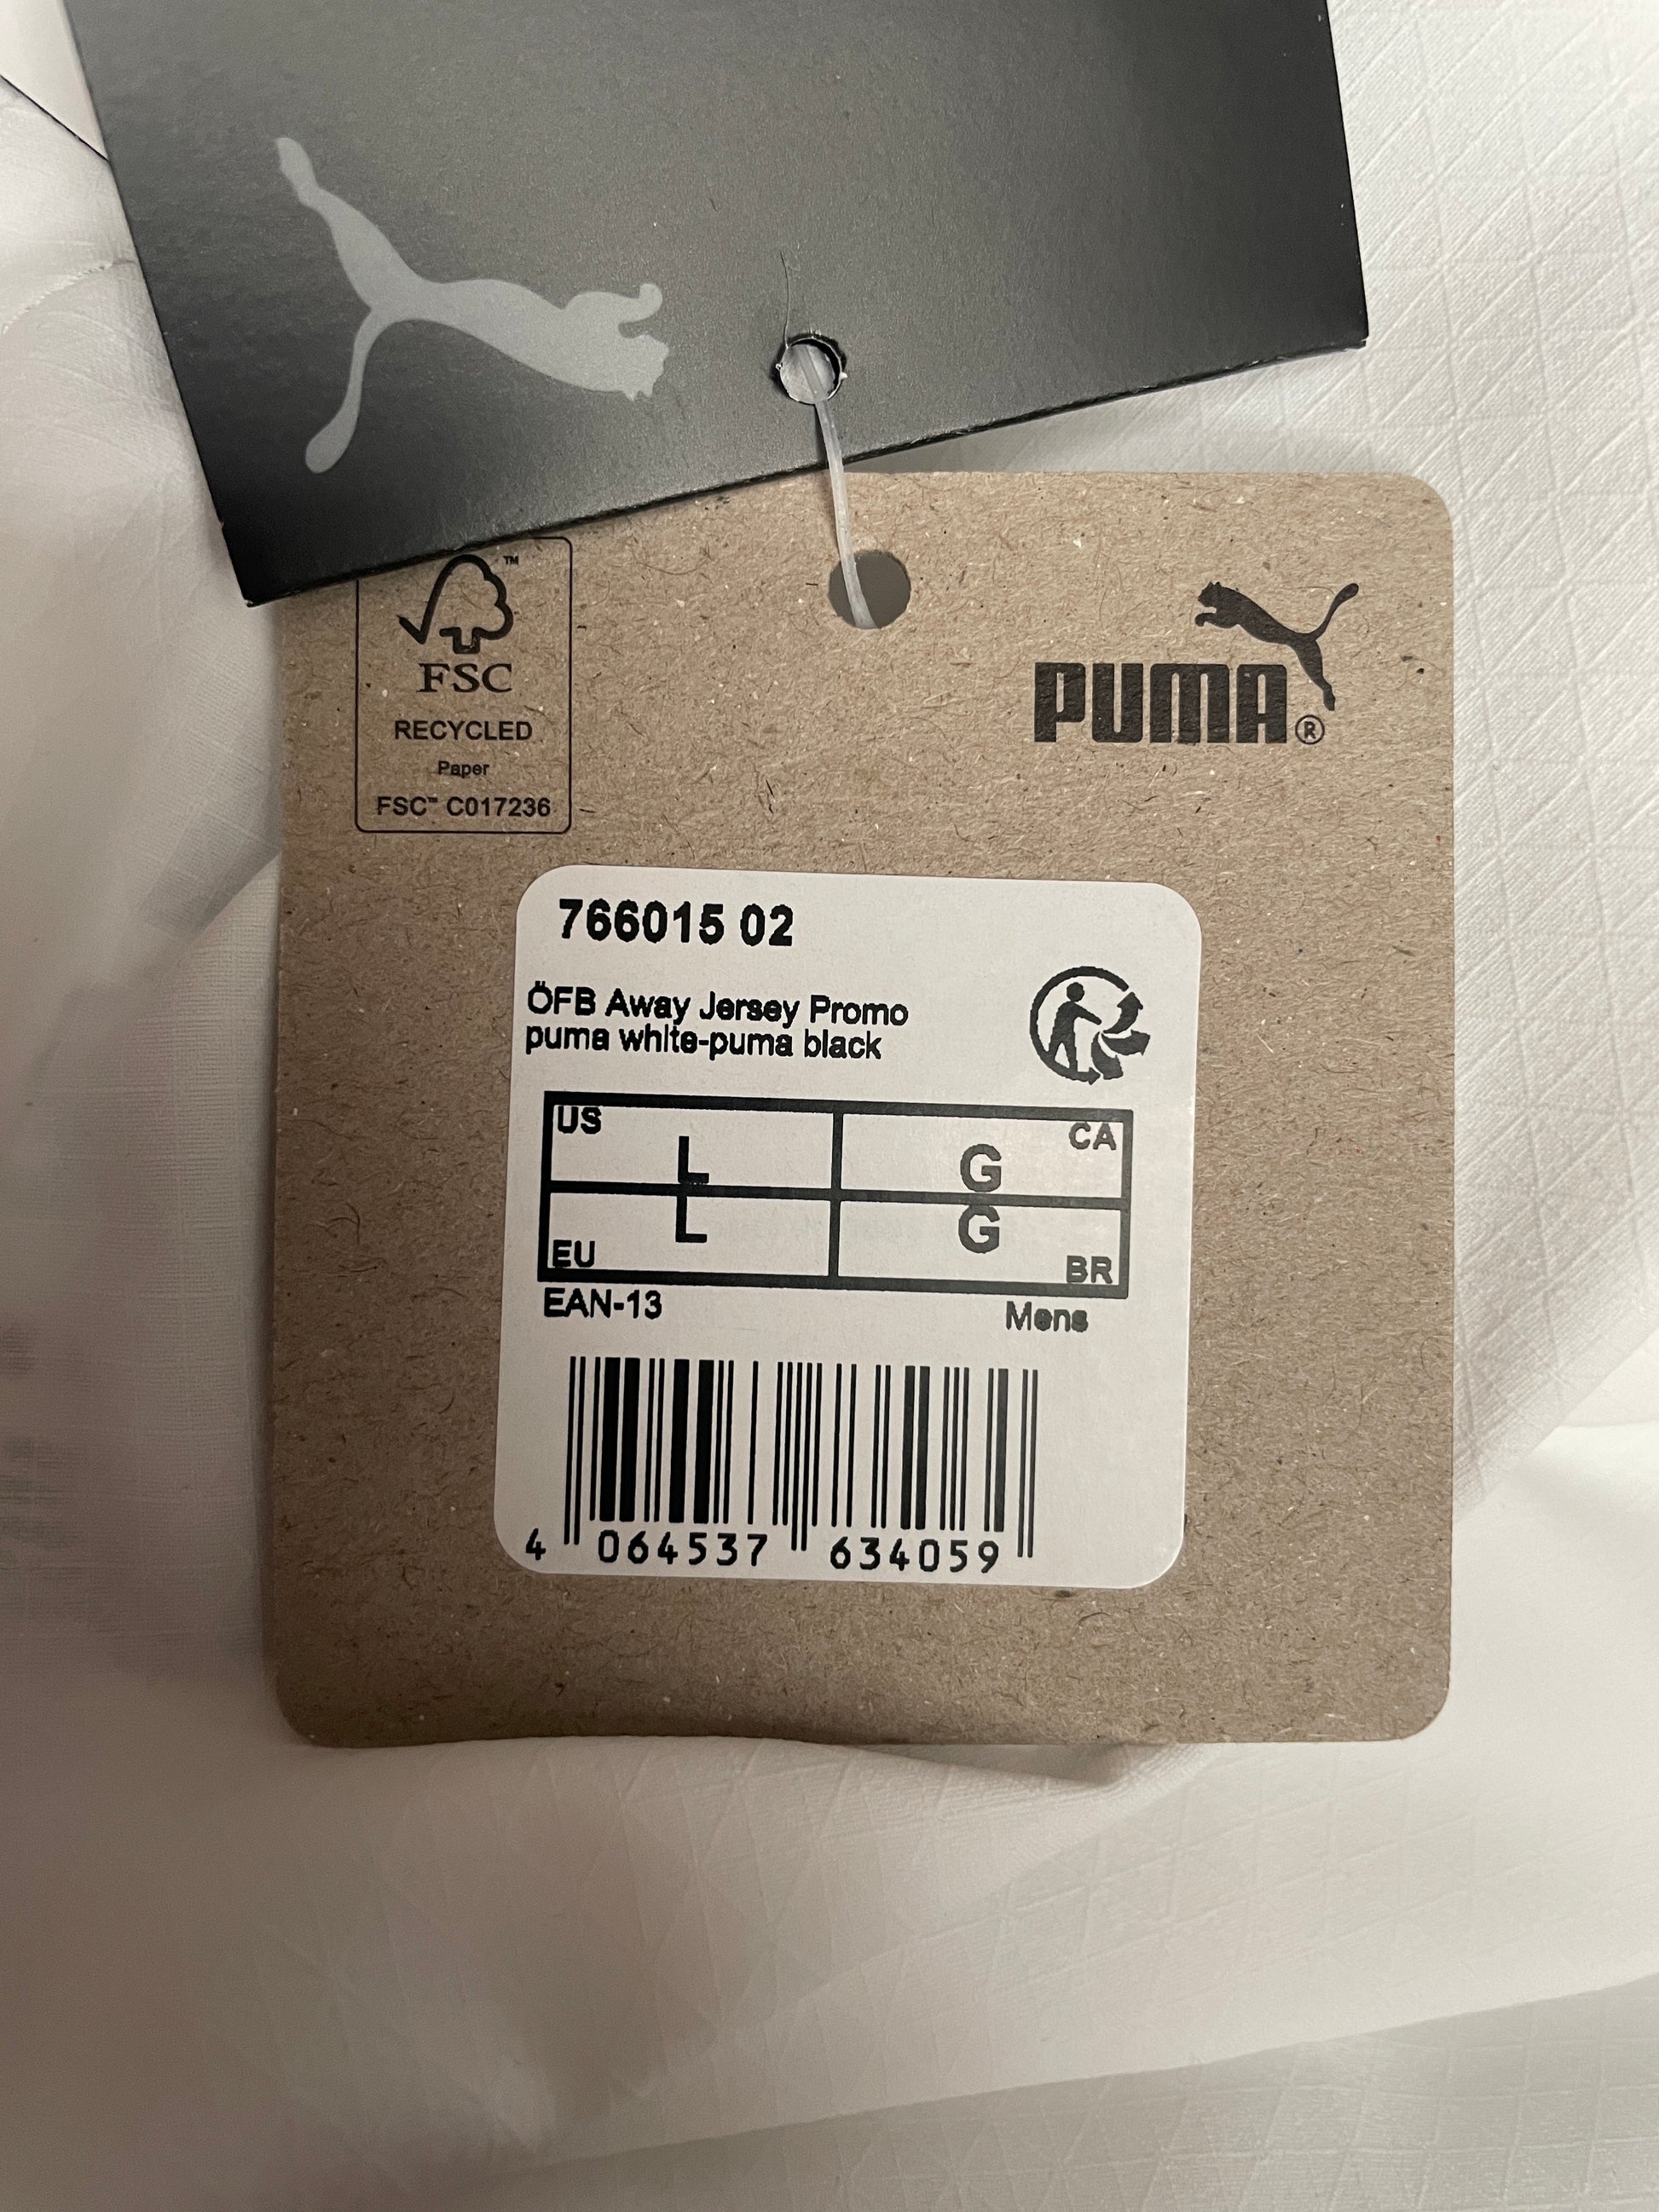 FSC™
RECYCLED
Paper
FSC™ C017236
PUMA®
766015 02
ÖFB Away Jersey Promo
puma white-puma black
US L G CA
EU L G BR
EAN-13 Mens
4 064537 634059